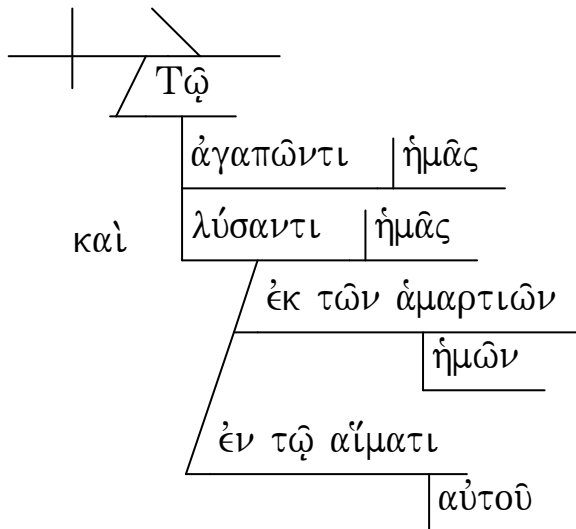 Τῷ
ἀγαπῶντι ἡμᾶς
καὶ λύσαντι ἡμᾶς
ἐκ τῶν ἁμαρτιῶν
ἡμῶν
ἐν τῷ αἵματι
αὐτοῦ